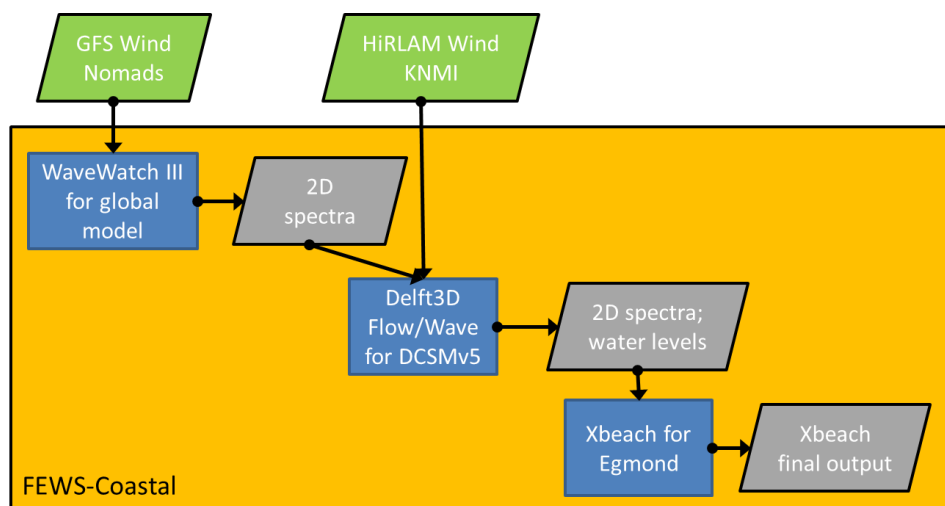 GFS Wind
Nomads
HiRLAM Wind
KNMI
WaveWatch III
for global
model
2D
spectra
Delft3D
Flow/Wave
for DCSMv5
2D spectra;
water levels
Xbeach for
Egmond
Xbeach
final output
FEWS-Coastal